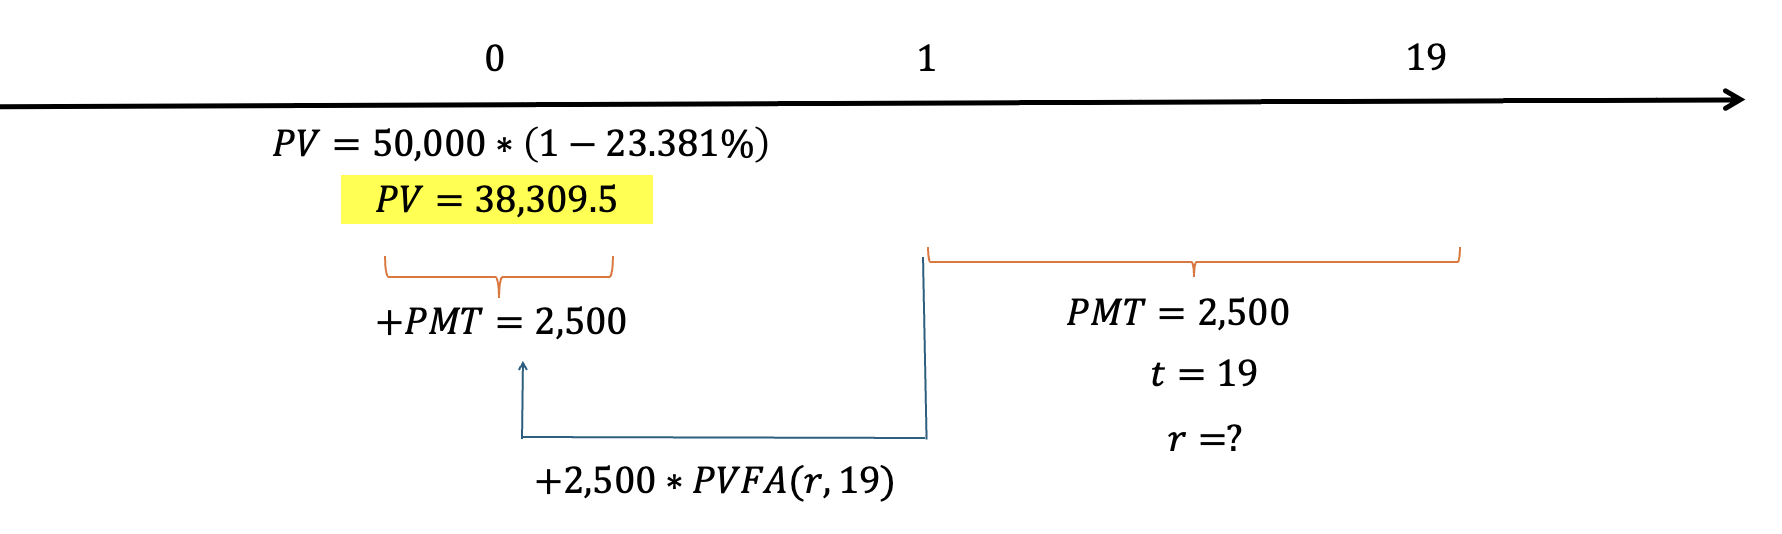 0 1 19
PV = 50,000 ∗ (1 − 23.381%)
PV = 38,309.5
+PMT = 2,500
PMT = 2,500
t = 19
r =?
+2,500 ∗ PVFA(r, 19)